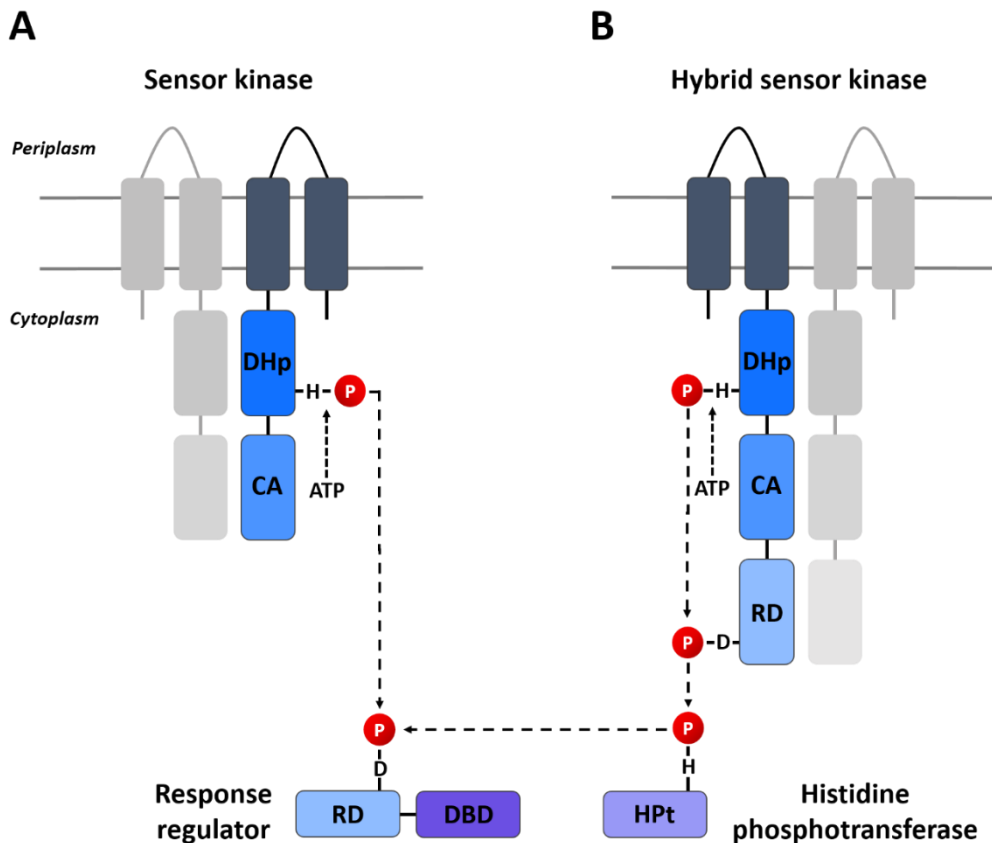 A
B
Sensor kinase
Hybrid sensor kinase
Periplasm
Cytoplasm
DHp
H
P
ATP
CA
P
H
DHp
ATP
CA
P
D
RD
P
P
D
H
Response
regulator
RD
DBD
HPt
Histidine
phosphotransferase